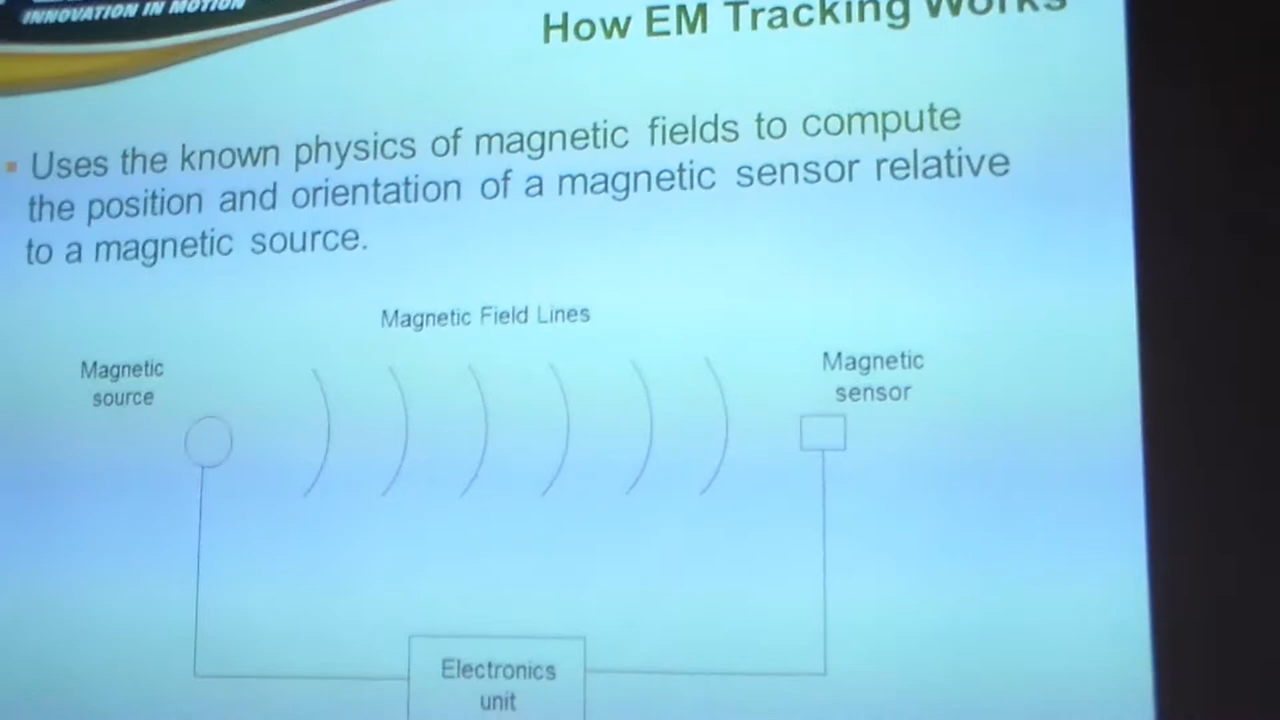 INNOVATION IN MOTION
How EM Tracking Works
Uses the known physics of magnetic fields to compute
the position and orientation of a magnetic sensor relative
to a magnetic source.
Magnetic Field Lines
Magnetic
source
Magnetic
sensor
Electronics
unit